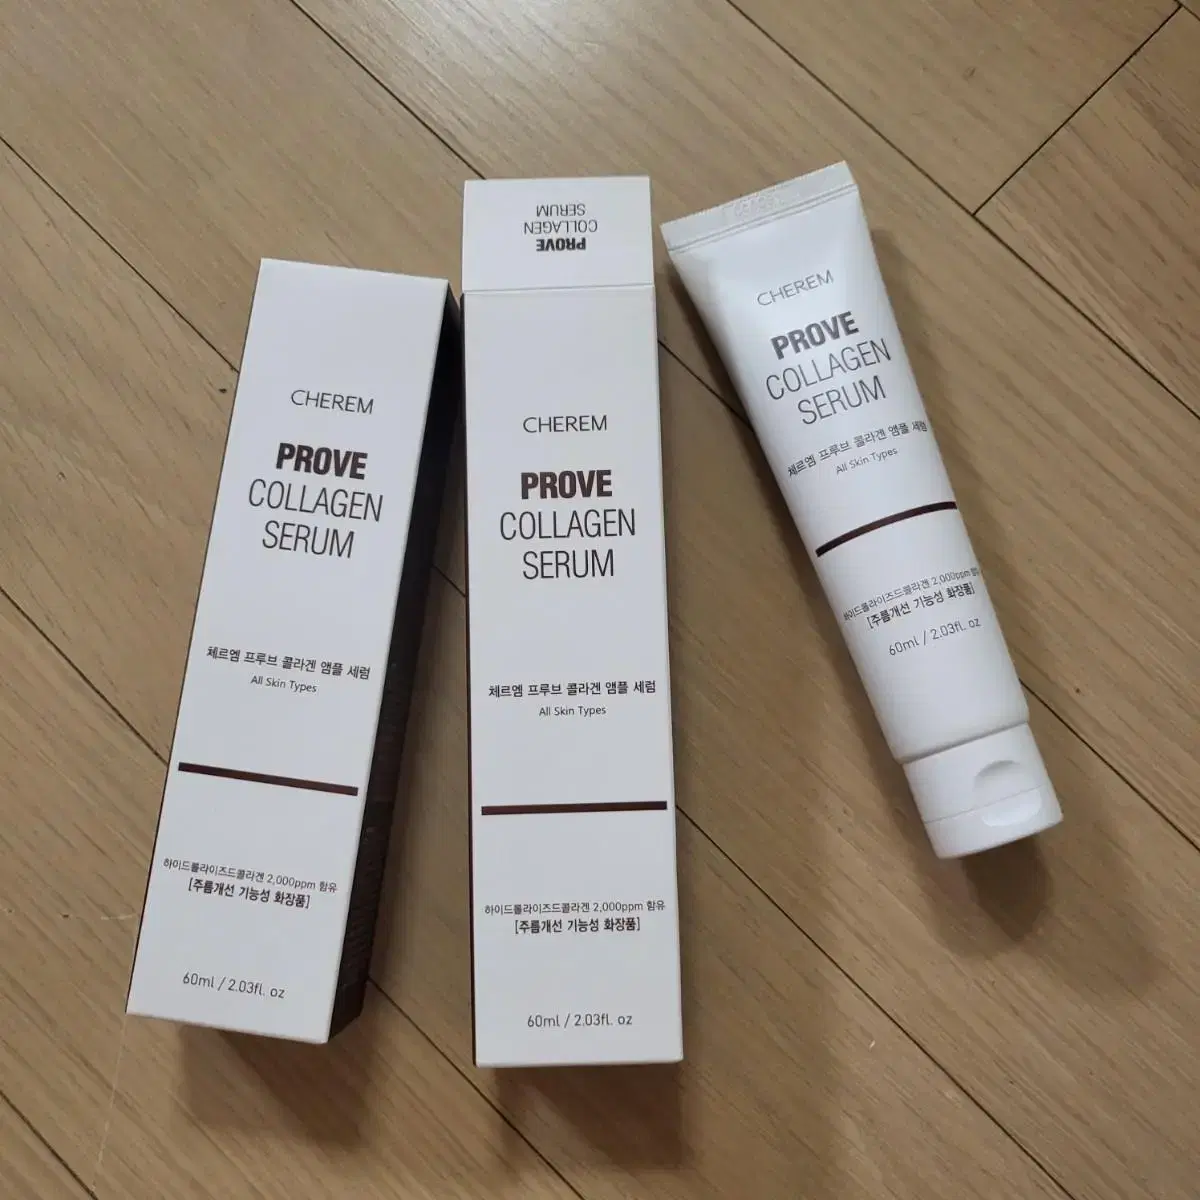 CHEREM
PROVE
COLLAGEN
SERUM
체르엠 프루브 콜라겐 앰플 세럼
All Skin Types
하이드롤라이즈드콜라겐 2,000ppm 함유
[주름개선 기능성 화장품]
60ml / 2.03fl. oz
PROVE
COLLAGEN
SERUM
CHEREM
PROVE
COLLAGEN
SERUM
체르엠 프루브 콜라겐 앰플 세럼
All Skin Types
하이드롤라이즈드콜라겐 2,000ppm 함유
[주름개선 기능성 화장품]
60ml / 2.03fl. oz
CHEREM
PROVE
COLLAGEN
SERUM
체르엠 프루브 콜라겐 앰플 세럼
All Skin Types
하이드롤라이즈드콜라겐 2,000ppm 함유
[주름개선 기능성 화장품]
60ml / 2.03fl. oz